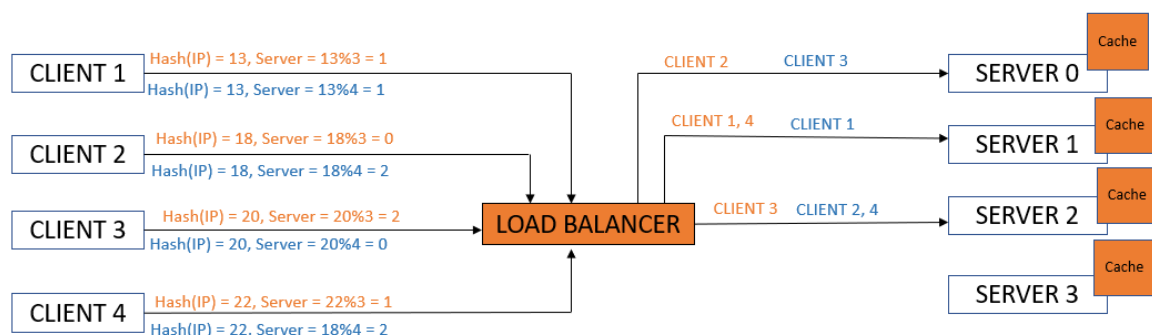 CLIENT 1
Hash(IP) = 13, Server = 13%3 = 1
Hash(IP) = 13, Server = 13%4 = 1
CLIENT 2
Hash(IP) = 18, Server = 18%3 = 0
Hash(IP) = 18, Server = 18%4 = 2
CLIENT 3
Hash(IP) = 20, Server = 20%3 = 2
Hash(IP) = 20, Server = 20%4 = 0
CLIENT 4
Hash(IP) = 22, Server = 22%3 = 1
Hash(IP) = 22, Server = 18%4 = 2
LOAD BALANCER
CLIENT 2 CLIENT 3
CLIENT 1, 4 CLIENT 1
CLIENT 3 CLIENT 2, 4
Cache
SERVER 0
Cache
SERVER 1
Cache
SERVER 2
Cache
SERVER 3